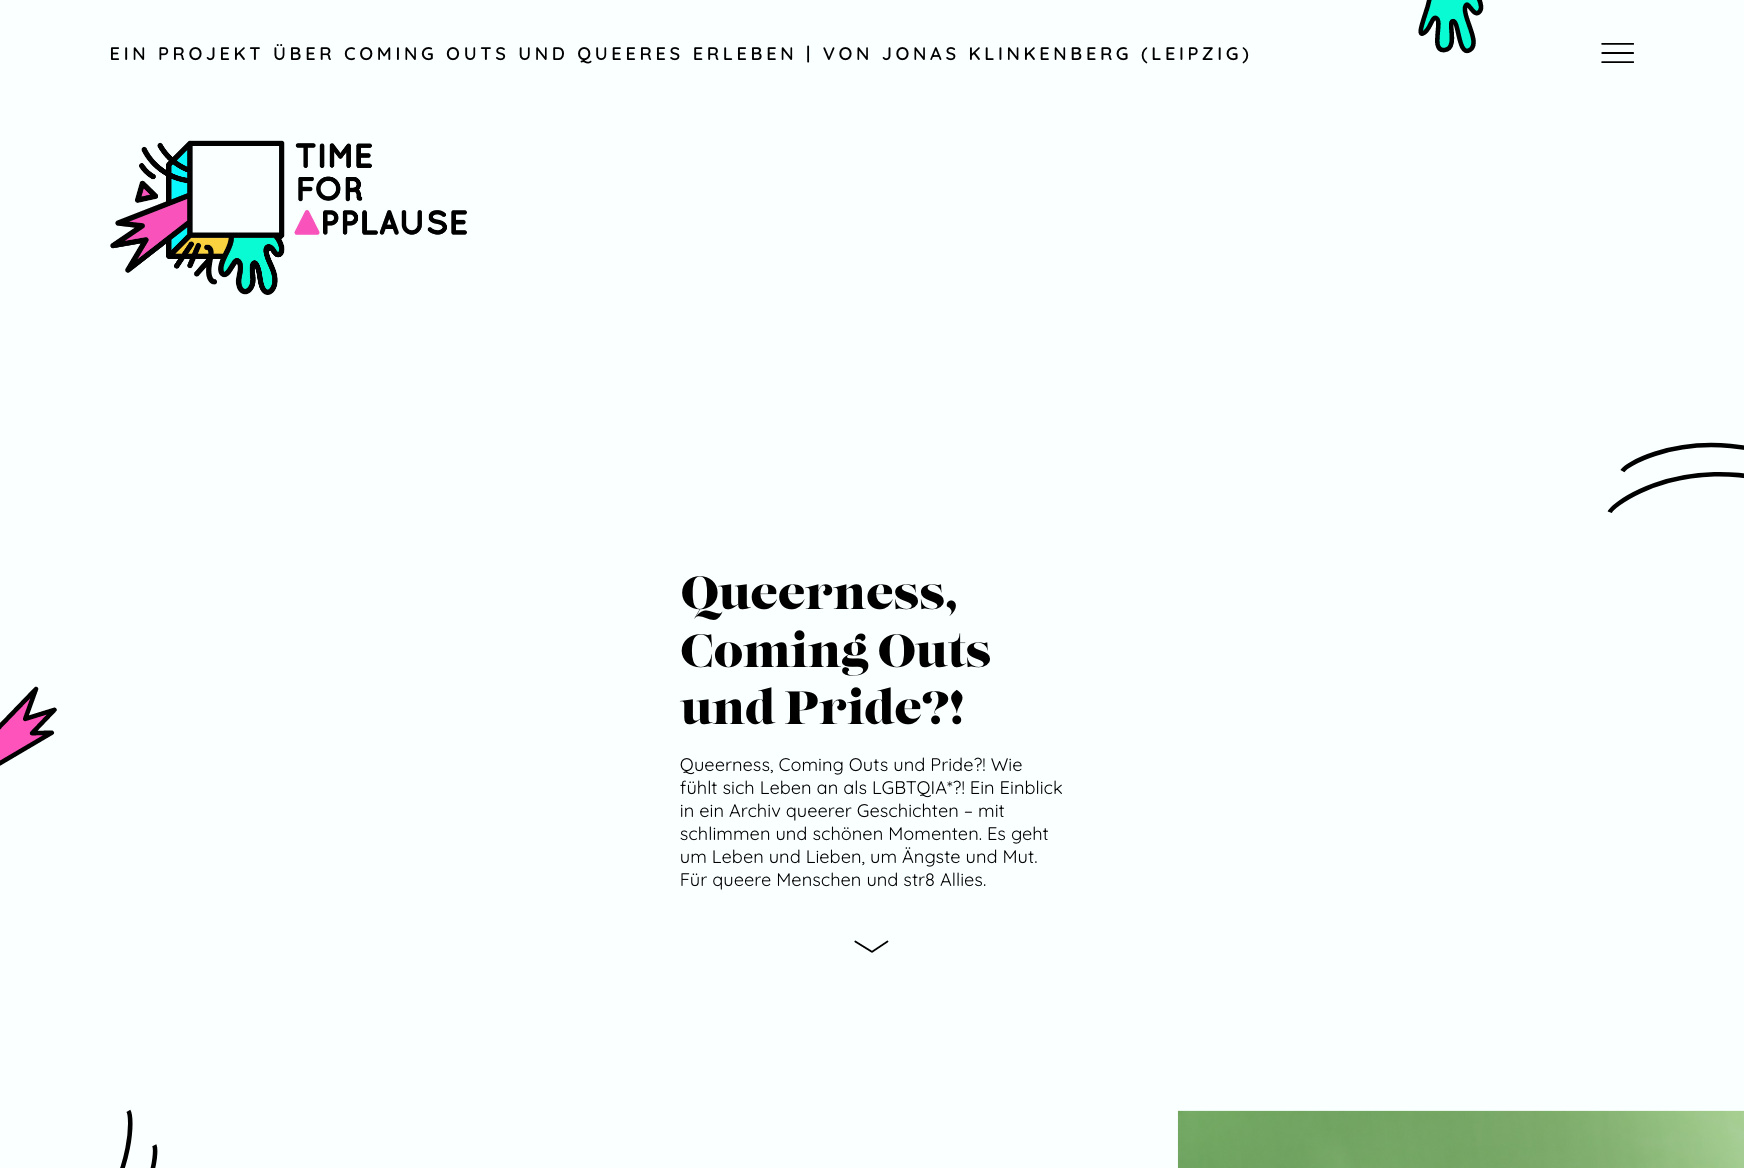 EIN PROJEKT ÜBER COMING OUTS UND QUEERES ERLEBEN | VON JONAS KLINKENBERG (LEIPZIG)
TIME
FOR
APPLAUSE
Queerness,
Coming Outs
und Pride?!
Queerness, Coming Outs und Pride?! Wie
fühlt sich Leben an als LGBTQIA*?! Ein Einblick
in ein Archiv queerer Geschichten – mit
schlimmen und schönen Momenten. Es geht
um Leben und Lieben, um Ängste und Mut.
Für queere Menschen und str8 Allies.